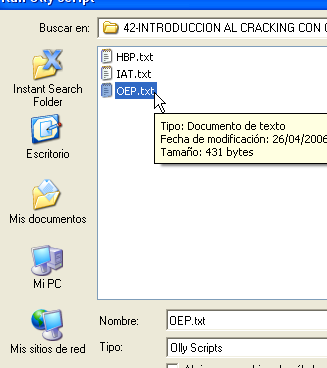 Run Olly Script
Buscar en:
42-INTRODUCCION AL CRACKING CON
HBP.txt
IAT.txt
OEP.txt
Tipo: Documento de texto
Fecha de modificación: 26/04/2006
Tamaño: 431 bytes
Instant Search
Folder
Escritorio
Mis documentos
Mi PC
Mis sitios de red
Nombre:
OEP.txt
Tipo:
Olly Scripts